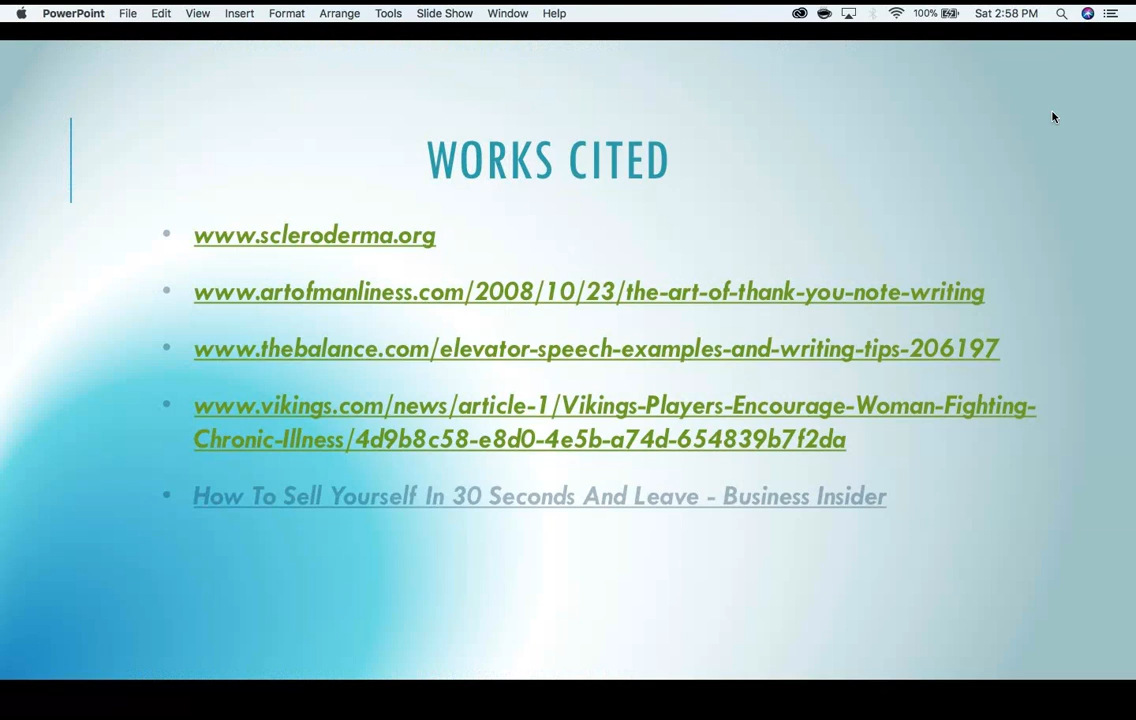 PowerPoint File Edit View Insert Format Arrange Tools Slide Show Window Help 100% Sat 2:58 PM
WORKS CITED
• www.scleroderma.org
• www.artofmanliness.com/2008/10/23/the-art-of-thank-you-note-writing
• www.thebalance.com/elevator-speech-examples-and-writing-tips-206197
• www.vikings.com/news/article-1/Vikings-Players-Encourage-Woman-Fighting-
Chronic-Illness/4d9b8c58-e8d0-4e5b-a74d-654839b7f2da
• How To Sell Yourself In 30 Seconds And Leave - Business Insider